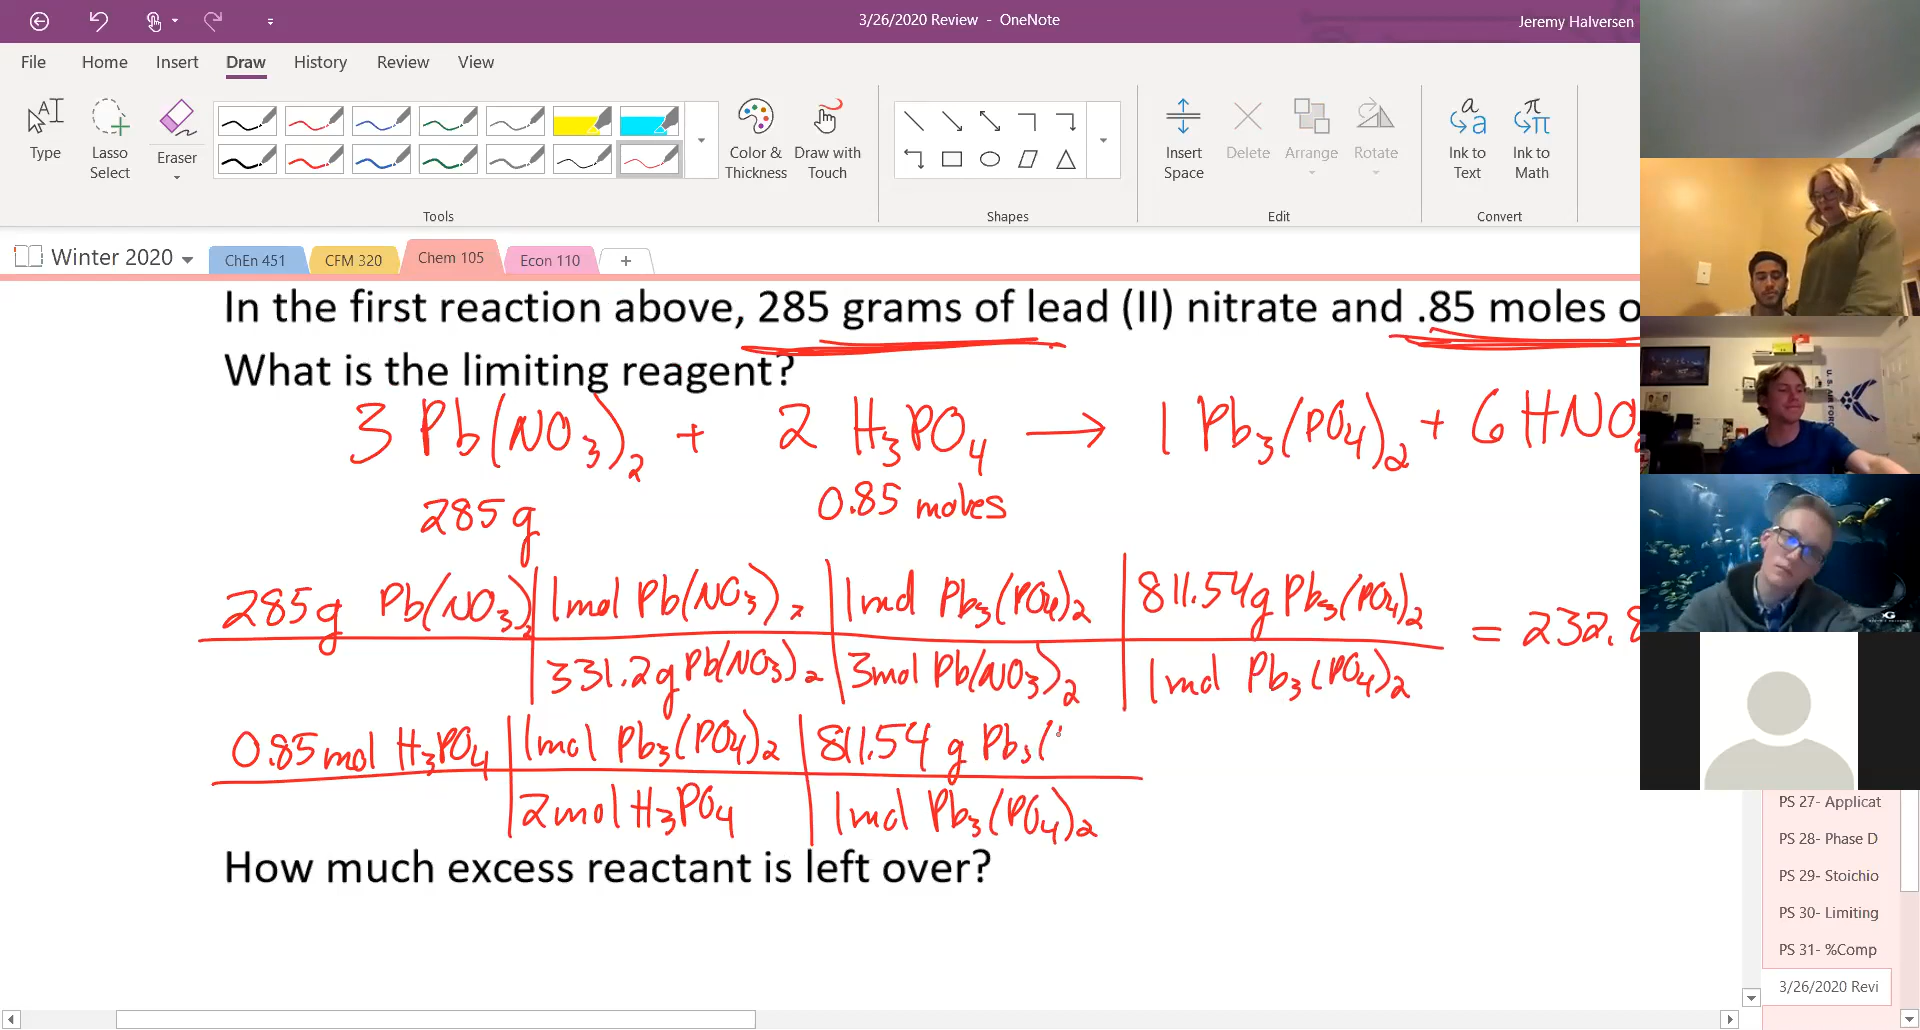 3/26/2020 Review - OneNote
Jeremy Halversen
File Home Insert Draw History Review View
Type
Lasso Select
Eraser
Color & Thickness
Draw with Touch
Insert Space
Delete
Arrange
Rotate
Ink to Text
Ink to Math
Tools
Shapes
Edit
Convert
Winter 2020
ChEn 451
CFM 320
Chem 105
Econ 110
In the first reaction above, 285 grams of lead (II) nitrate and .85 moles o
What is the limiting reagent?
3 Pb(NO₃)₂ + 2 H₃PO₄ → 1 Pb₃(PO₄)₂ + 6 HNO₃
285 g 0.85 moles
285g Pb(NO₃)₂ | 1 mol Pb(NO₃)₂ | 1 mol Pb₃(PO₄)₂ | 811.54g Pb₃(PO₄)₂ = 232.8
331.2g Pb(NO₃)₂ | 3mol Pb(NO₃)₂ | 1 mol Pb₃(PO₄)₂
0.85 mol H₃PO₄ | 1 mol Pb₃(PO₄)₂ | 811.54 g Pb₃(
2 mol H₃PO₄ | 1 mol Pb₃(PO₄)₂
How much excess reactant is left over?
PS 27- Applicat
PS 28- Phase D
PS 29- Stoichio
PS 30- Limiting
PS 31- %Comp
3/26/2020 Revi